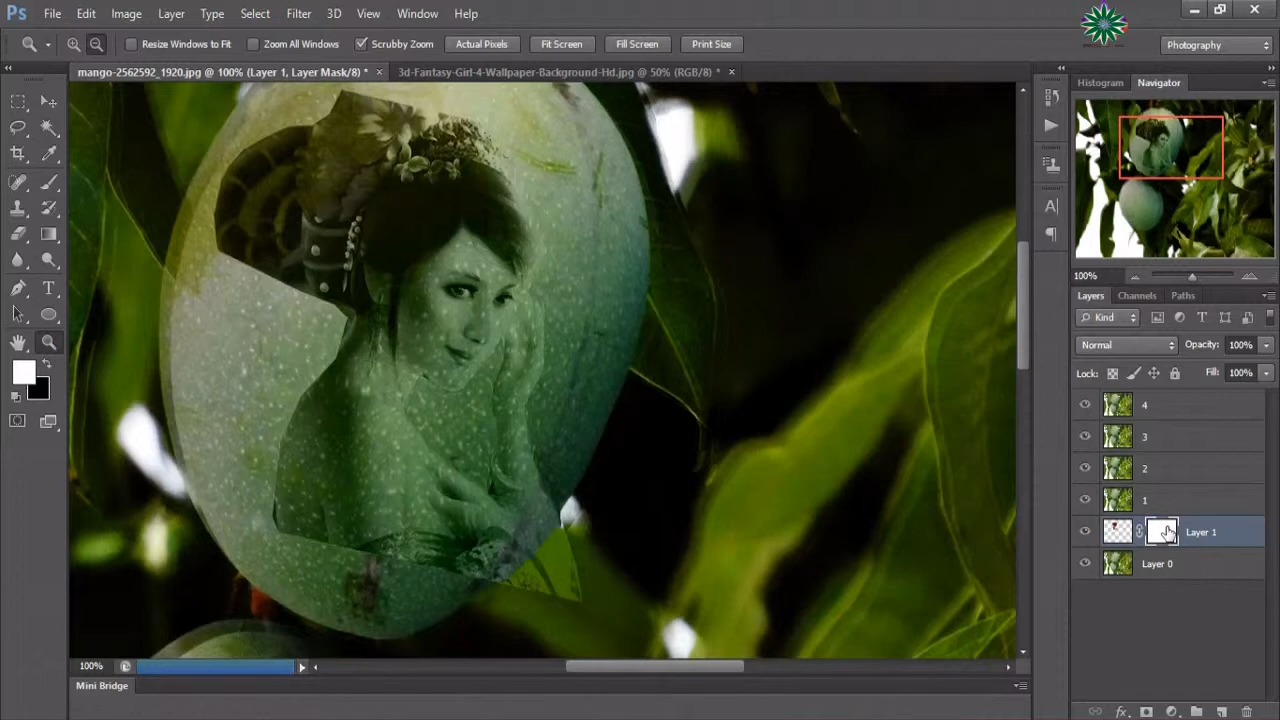 Ps File Edit Image Layer Type Select Filter 3D View Window Help
Resize Windows to Fit Zoom All Windows Scrubby Zoom Actual Pixels Fit Screen Fill Screen Print Size Photography
mango-2562592_1920.jpg @ 100% (Layer 1, Layer Mask/8) * × 3d-Fantasy-Girl-4-Wallpaper-Background-Hd.jpg @ 50% (RGB/8) * ×
Histogram Navigator
100%
Layers Channels Paths
Kind
Normal Opacity: 100%
Lock: Fill: 100%
4
3
2
1
Layer 1
Layer 0
100%
Mini Bridge